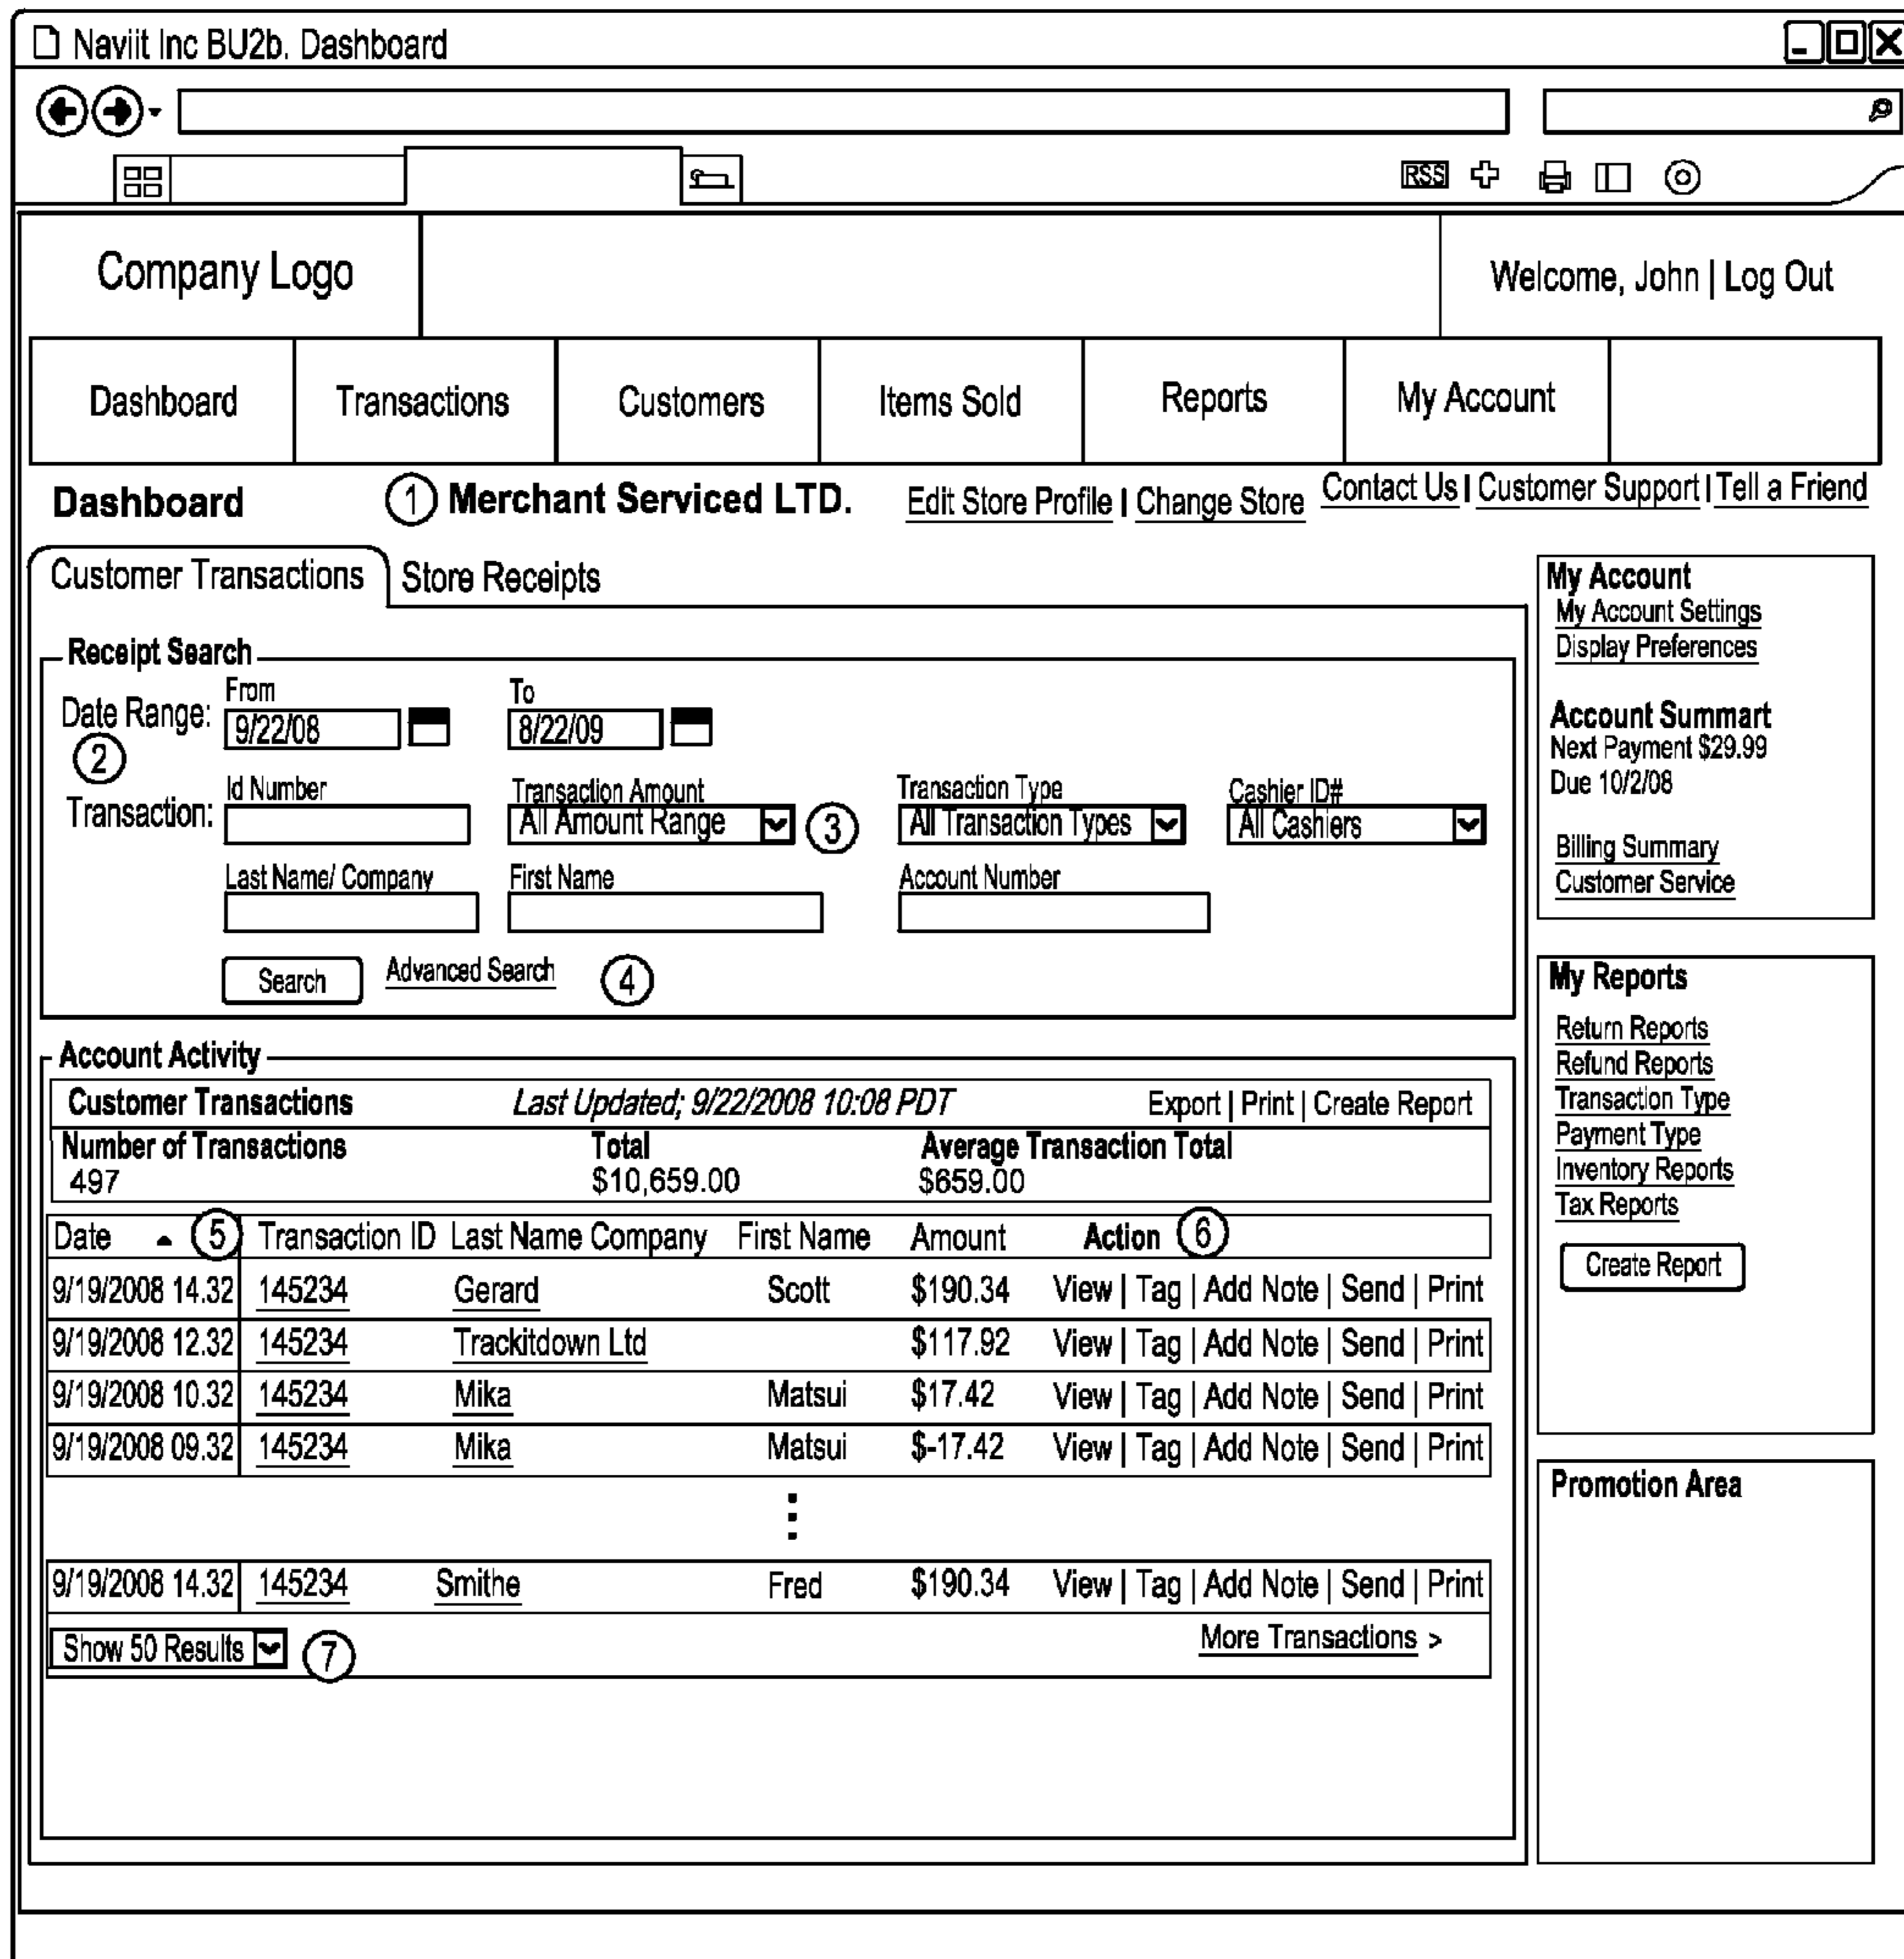 Naviit Inc BU2b. Dashboard
RSS
Company Logo
Welcome, John | Log Out
Dashboard Transactions Customers Items Sold Reports My Account
Dashboard 1 Merchant Serviced LTD. Edit Store Profile | Change Store Contact Us | Customer Support | Tell a Friend
Customer Transactions Store Receipts
Receipt Search
From To
Date Range: 9/22/08 8/22/09
2
Id Number Transaction Amount Transaction Type Cashier ID#
Transaction: All Amount Range 3 All Transaction Types All Cashiers
Last Name/ Company First Name Account Number
Search Advanced Search 4
Account Activity
Customer Transactions Last Updated; 9/22/2008 10:08 PDT Export | Print | Create Report
Number of Transactions Total Average Transaction Total
497 $10,659.00 $659.00
Date 5 Transaction ID Last Name Company First Name Amount Action 6
9/19/2008 14.32 145234 Gerard Scott $190.34 View | Tag | Add Note | Send | Print
9/19/2008 12.32 145234 Trackitdown Ltd $117.92 View | Tag | Add Note | Send | Print
9/19/2008 10.32 145234 Mika Matsui $17.42 View | Tag | Add Note | Send | Print
9/19/2008 09.32 145234 Mika Matsui $-17.42 View | Tag | Add Note | Send | Print
9/19/2008 14.32 145234 Smithe Fred $190.34 View | Tag | Add Note | Send | Print
Show 50 Results 7 More Transactions >
My Account
My Account Settings
Display Preferences
Account Summart
Next Payment $29.99
Due 10/2/08
Billing Summary
Customer Service
My Reports
Return Reports
Refund Reports
Transaction Type
Payment Type
Inventory Reports
Tax Reports
Create Report
Promotion Area